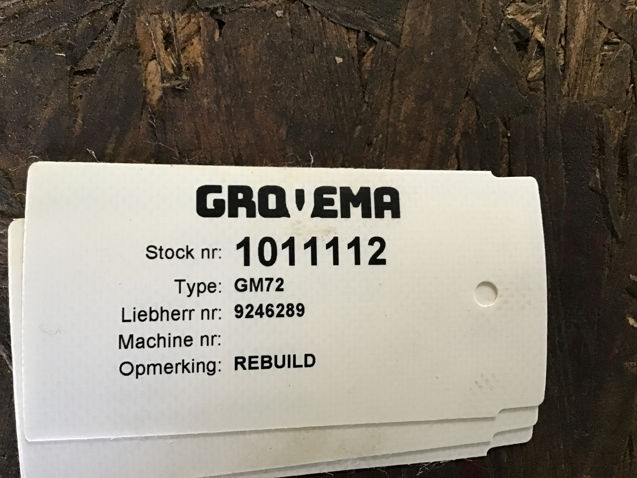 GROVEMA
Stock nr: 1011112
Type: GM72
Liebherr nr: 9246289
Machine nr:
Opmerking: REBUILD